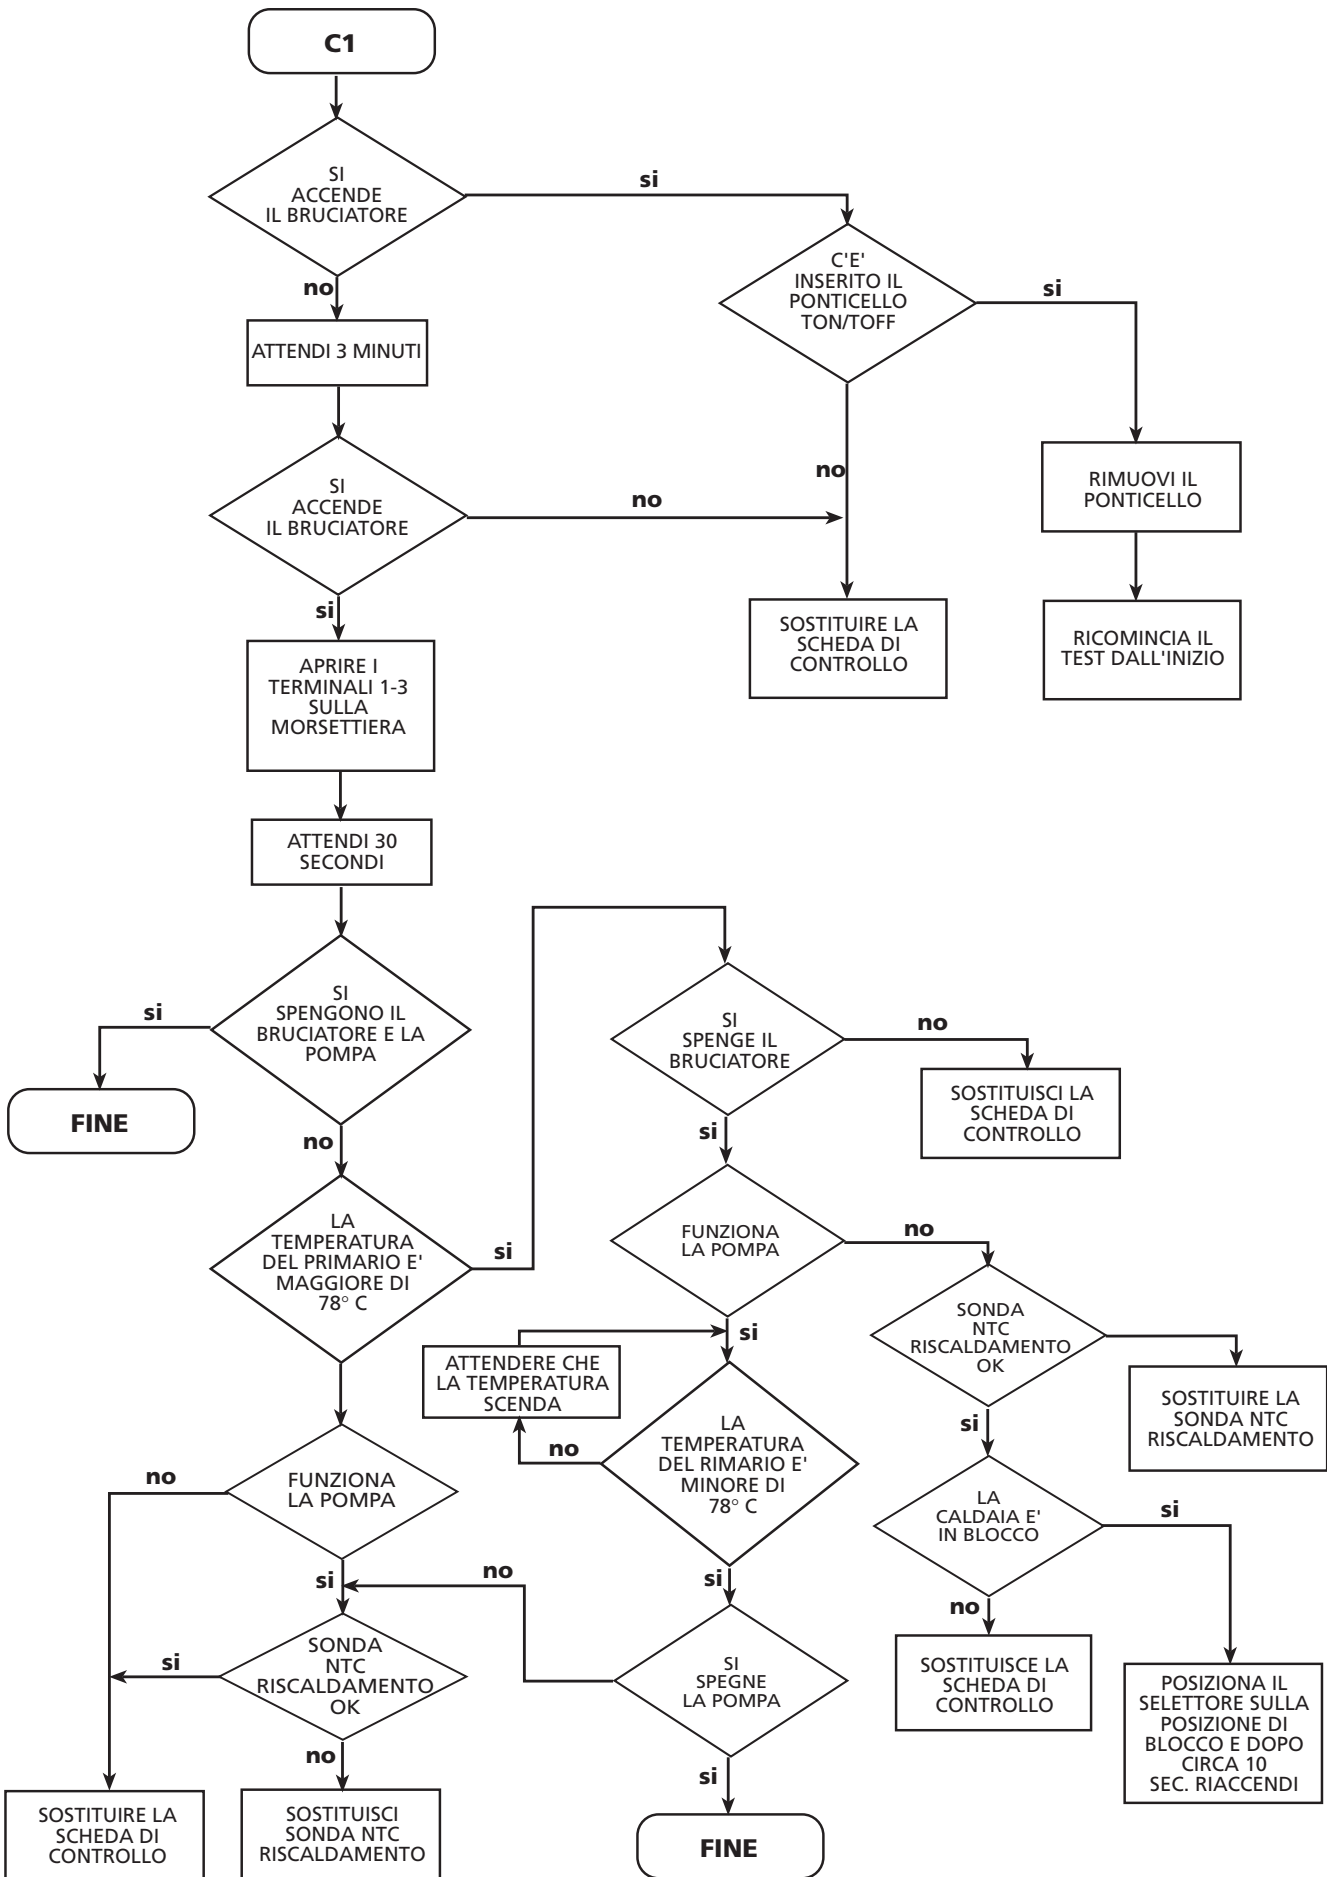 C1
SI
ACCENDE
IL BRUCIATORE
si
no
C'E'
INSERITO IL
PONTICELLO
TON/TOFF
si
ATTENDI 3 MINUTI
no
RIMUOVI IL
PONTICELLO
SI
ACCENDE
IL BRUCIATORE
no
si
SOSTITUIRE LA
SCHEDA DI
CONTROLLO
RICOMINCIA IL
TEST DALL'INIZIO
APRIRE I
TERMINALI 1-3
SULLA
MORSETTIERA
ATTENDI 30
SECONDI
SI
SPENGONO IL
BRUCIATORE E LA
POMPA
si
FINE
no
SI
SPENGE IL
BRUCIATORE
no
SOSTITUISCI LA
SCHEDA DI
CONTROLLO
si
LA
TEMPERATURA
DEL PRIMARIO E'
MAGGIORE DI
78° C
si
FUNZIONA
LA POMPA
no
si
SONDA
NTC
RISCALDAMENTO
OK
SOSTITUIRE LA
SONDA NTC
RISCALDAMENTO
ATTENDERE CHE
LA TEMPERATURA
SCENDA
no
LA
TEMPERATURA
DEL RIMARIO E'
MINORE DI
78° C
si
si
LA
CALDAIA E'
IN BLOCCO
si
no
FUNZIONA
LA POMPA
no
si
no
SONDA
NTC
RISCALDAMENTO
OK
si
no
SI
SPEGNE
LA POMPA
si
SOSTITUISCE LA
SCHEDA DI
CONTROLLO
POSIZIONA IL
SELETTORE SULLA
POSIZIONE DI
BLOCCO E DOPO
CIRCA 10
SEC. RIACCENDI
SOSTITUIRE LA
SCHEDA DI
CONTROLLO
SOSTITUISCI
SONDA NTC
RISCALDAMENTO
FINE